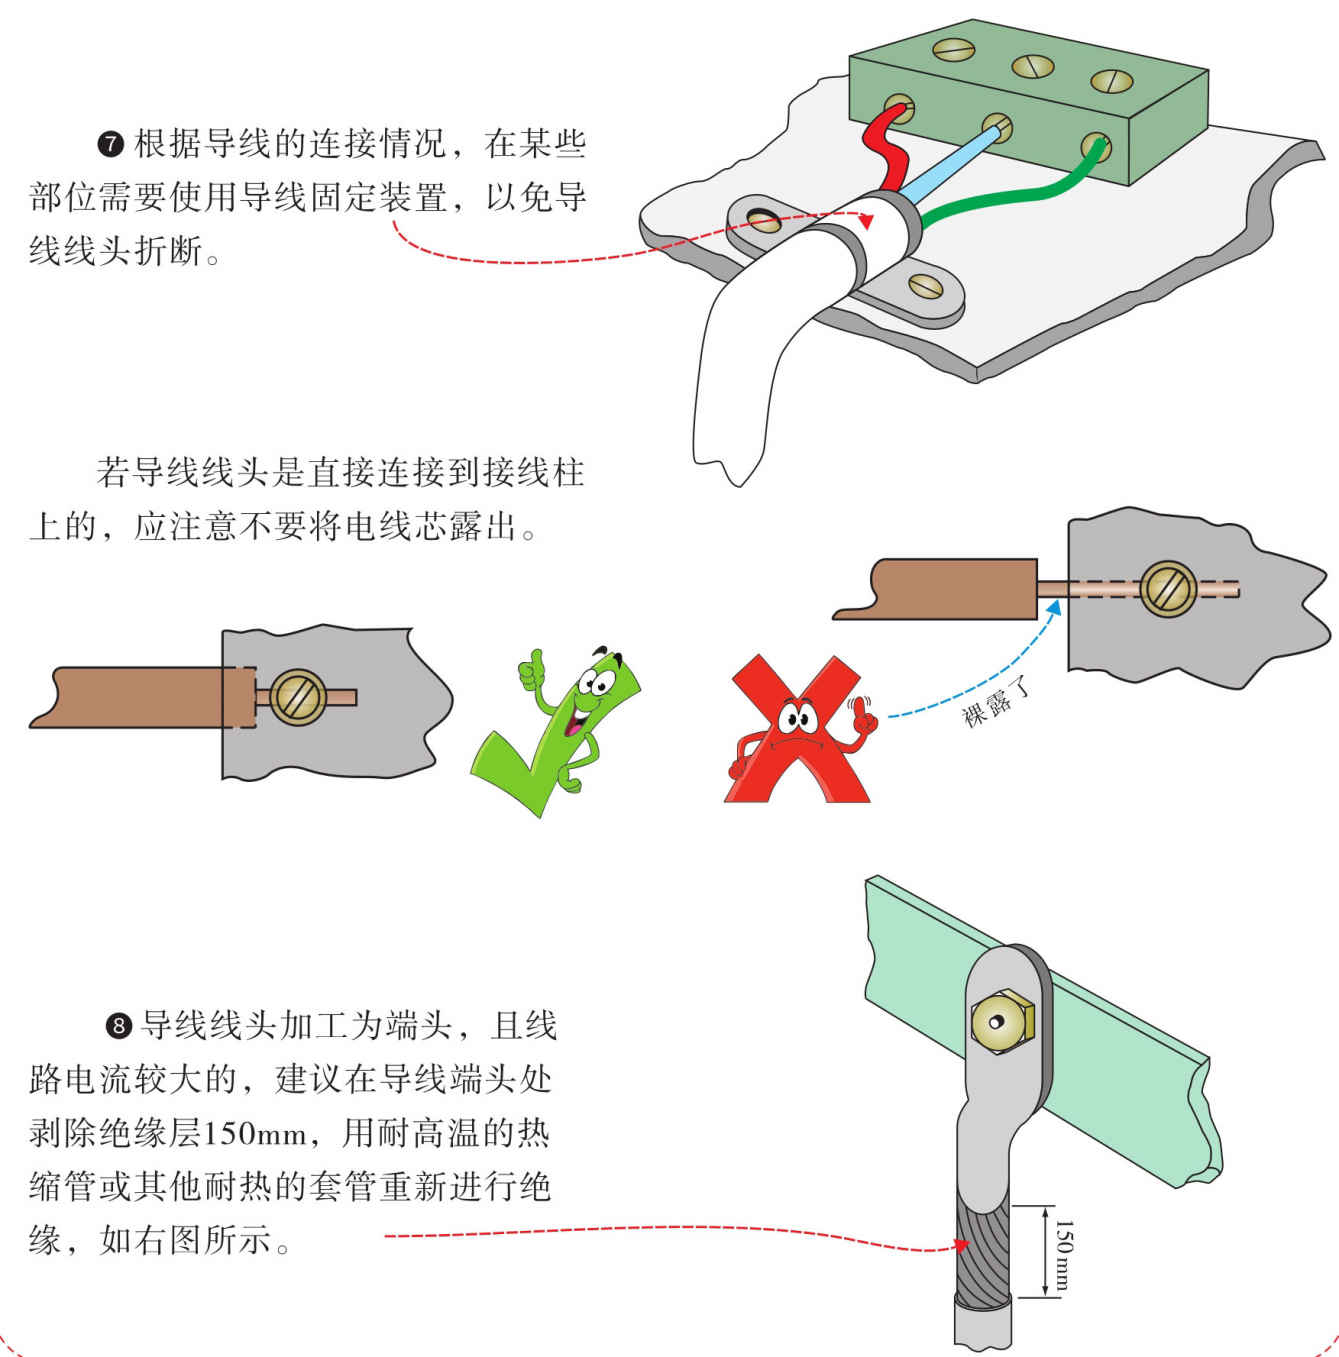 ❼ 根据导线的连接情况，在某些
部位需要使用导线固定装置，以免导
线线头折断。
若导线线头是直接连接到接线柱
上的，应注意不要将电线芯露出。
裸露了
❽ 导线线头加工为端头，且线
路电流较大的，建议在导线端头处
剥除绝缘层150mm，用耐高温的热
缩管或其他耐热的套管重新进行绝
缘，如右图所示。
150 mm